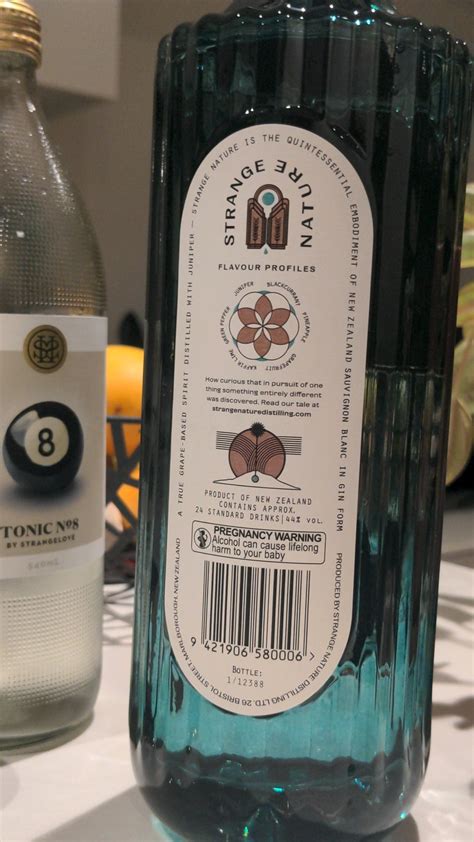 STRANGE NATURE IS THE QUINTESSENTIAL EMBODIMENT OF NEW ZEALAND SAUVIGNON BLANC IN GIN FORM
A TRUE GRAPE-BASED SPIRIT DISTILLED WITH JUNIPER —
STRANGE
NATURE
FLAVOUR PROFILES
JUNIPER
BLACKCURRANT
PINEAPPLE
GRAPEFRUIT
KAFFIR LIME
GREEN PEPPER
How curious that in pursuit of one
thing something entirely different
was discovered. Read our tale at
strangenaturedistilling.com
PRODUCT OF NEW ZEALAND
CONTAINS APPROX.
24 STANDARD DRINKS | 44% VOL.
PREGNANCY WARNING
Alcohol can cause lifelong
harm to your baby
9 421906 580006 >
BOTTLE:
1/12388
PRODUCED BY STRANGE NATURE DISTILLING LTD, 26 BRISTOL STREET, MARLBOROUGH, NEW ZEALAND
8
TONIC Nº8
BY STRANGELOVE